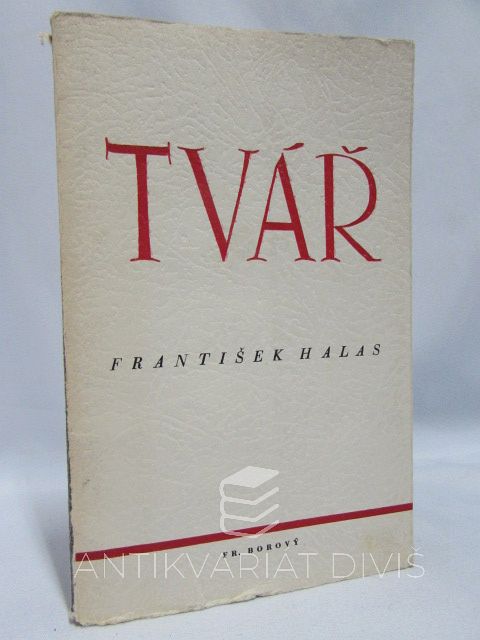 TVÁŘ
FRANTIŠEK HALAS
FR. BOROVÝ
ANTIKVARIÁT DIVIŠ